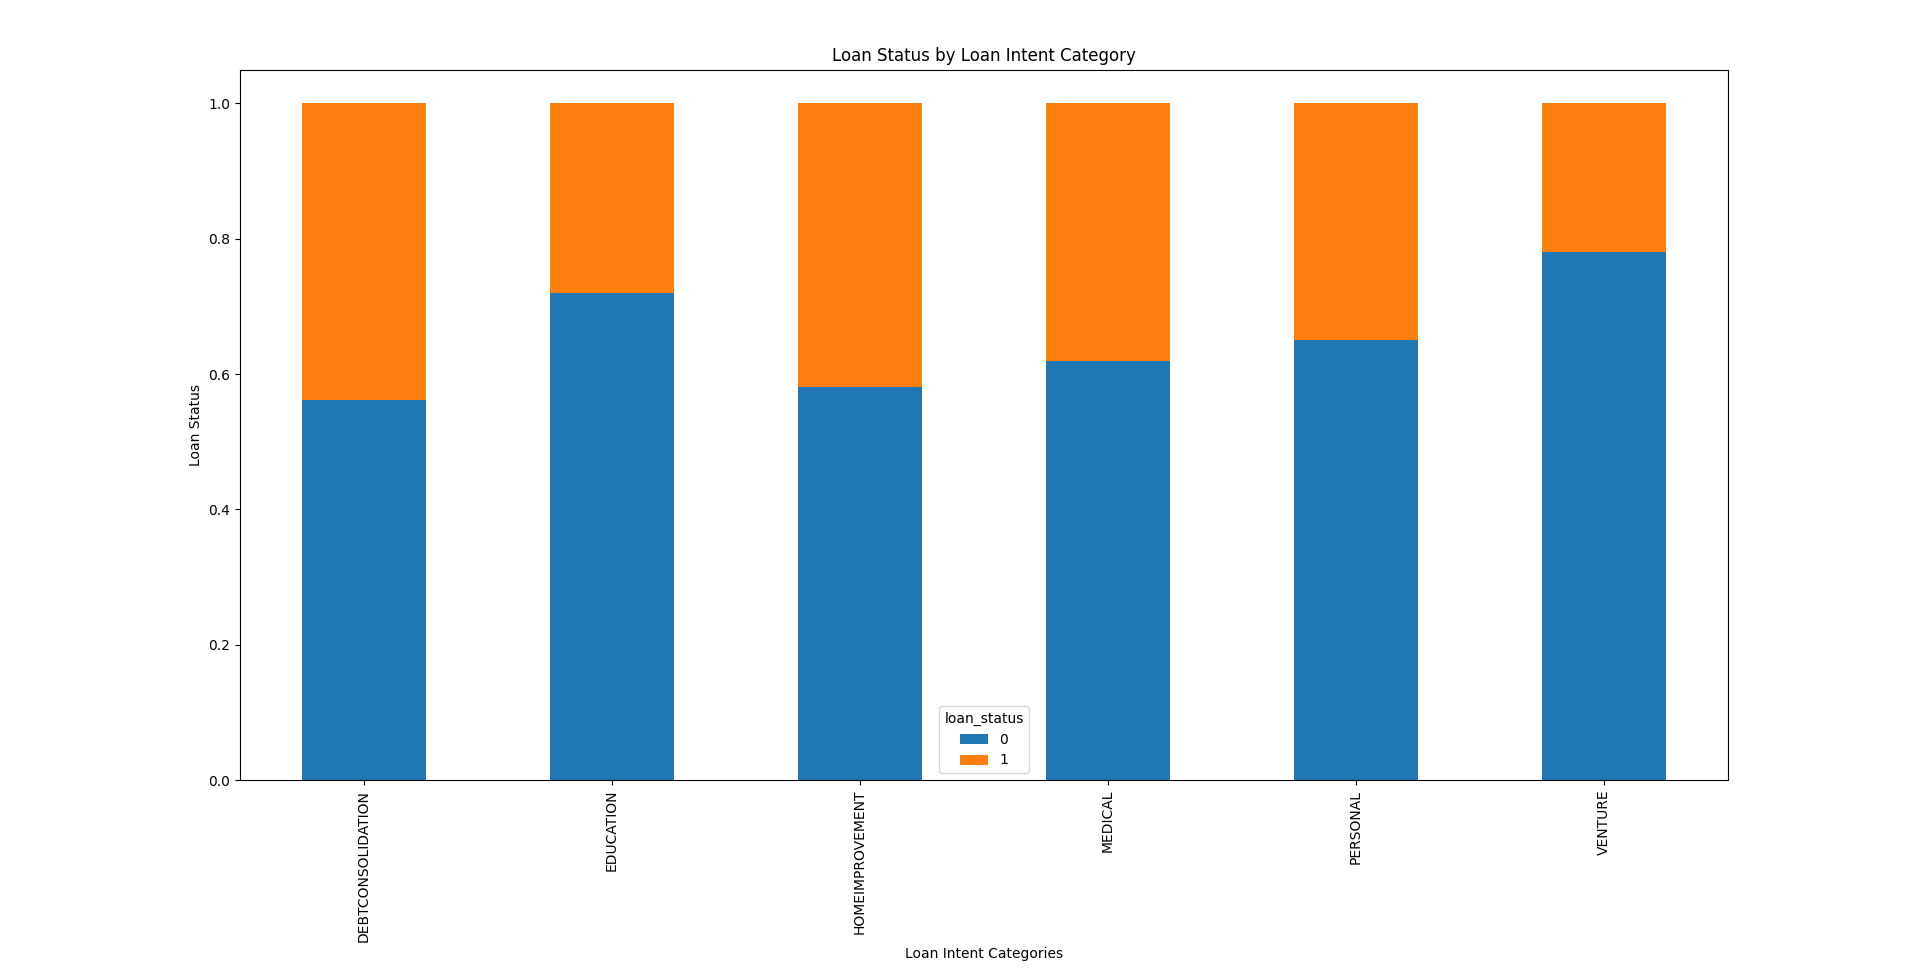 Loan Status by Loan Intent Category
1.0
0.8
0.6
0.4
0.2
0.0
Loan Status
loan_status
0
1
DEBTCONSOLIDATION
EDUCATION
HOMEIMPROVEMENT
MEDICAL
PERSONAL
VENTURE
Loan Intent Categories